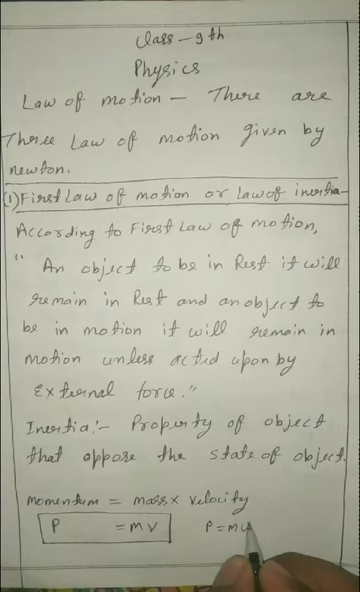 Class - 9th
Physics
Law of motion - There are
Three Law of motion given by
newton.
(1) First Law of motion or law of inertia-
According to First Law of motion,
" An object to be in Rest it will
remain in Rest and an object to
be in motion it will remain in
motion unless acted upon by
External force."
Inertia:- Property of object
that oppose the state of object.
Momentum = mass x velocity
P = mv P = mu